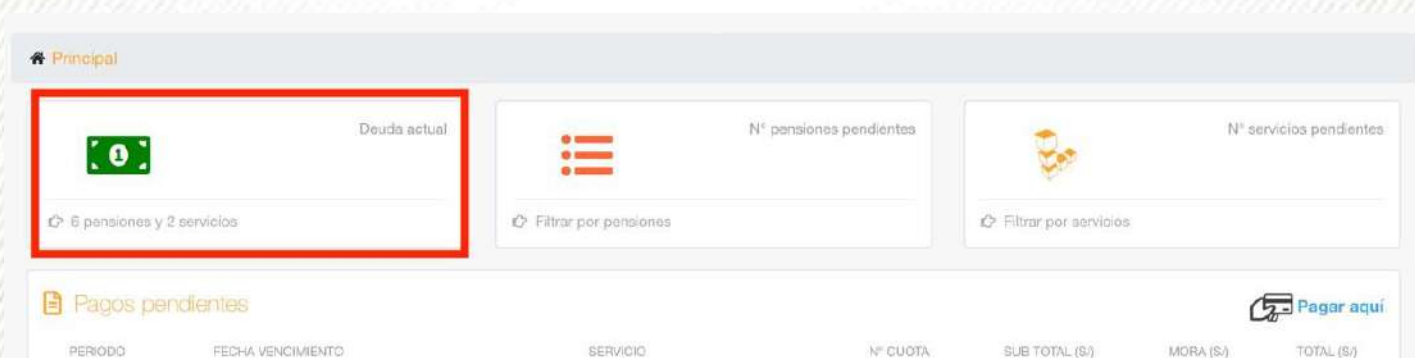 Principal
Deuda actual
1
6 pensiones y 2 servicios
N° pensiones pendientes
Filtrar por pensiones
N° servicios pendientes
Filtrar por servicios
Pagos pendientes
Pagar aquí
PERIODO FECHA VENCIMIENTO SERVICIO N° CUOTA SUB TOTAL (S/) MORA (S/) TOTAL (S/)